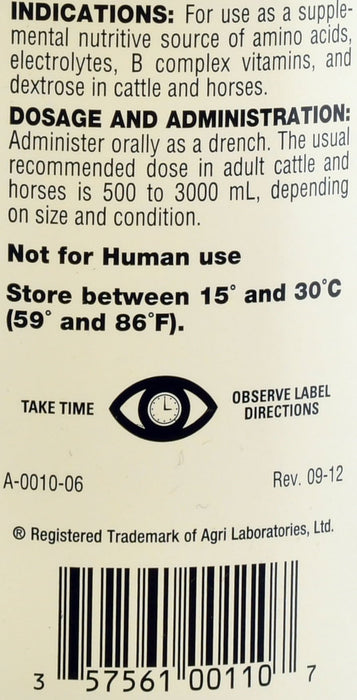 INDICATIONS: For use as a supple-
mental nutritive source of amino acids,
electrolytes, B complex vitamins, and
dextrose in cattle and horses.
DOSAGE AND ADMINISTRATION:
Administer orally as a drench. The usual
recommended dose in adult cattle and
horses is 500 to 3000 mL, depending
on size and condition.
Not for Human use
Store between 15° and 30°C
(59° and 86°F).
TAKE TIME
OBSERVE LABEL
DIRECTIONS
A-0010-06
Rev. 09-12
® Registered Trademark of Agri Laboratories, Ltd.
3 57561 00110 7